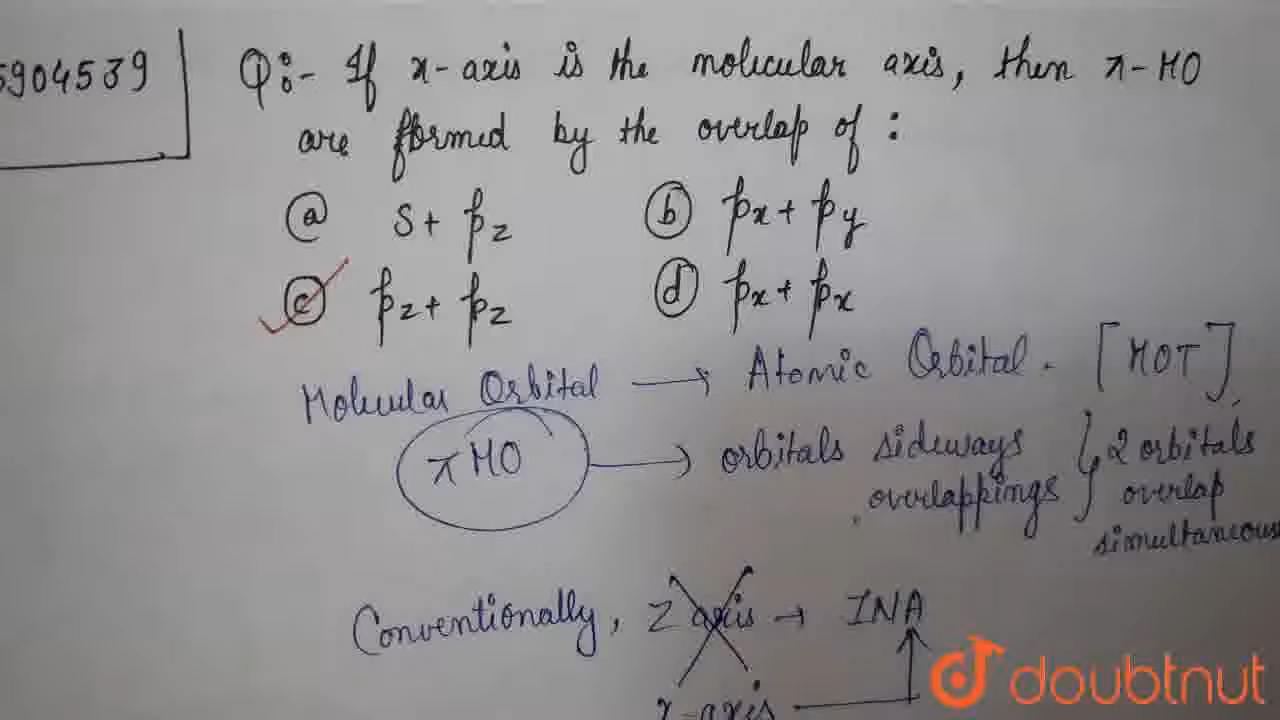 5904539
Q:- If x-axis is the molecular axis, then π-MO
are formed by the overlap of :
(a) S + pz (b) px + py
(c) pz + pz (d) px + px
Molecular Orbital → Atomic Orbital. [MOT]
π MO → orbitals sideways overlappings } 2 orbitals overlap simultaneous
Conventionally, Z axis → INA
x-axis
doubtnut